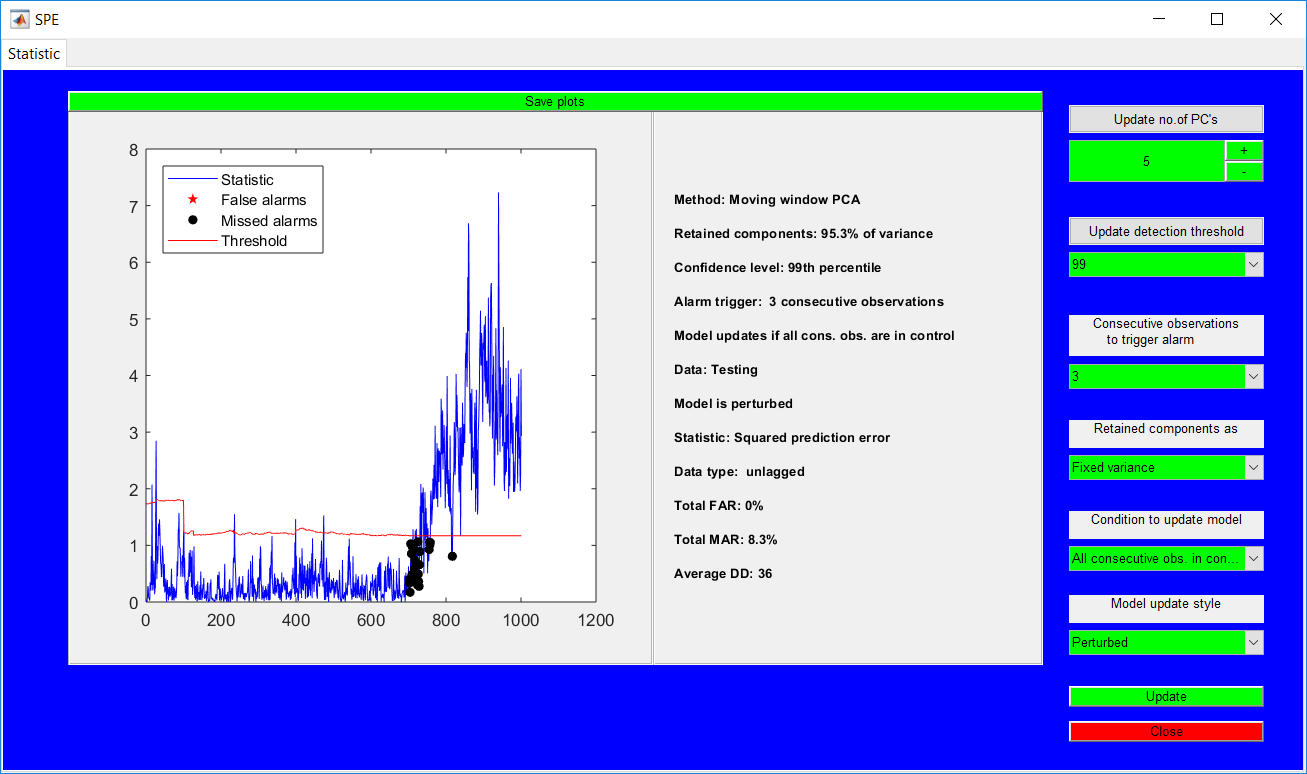 SPE
Statistic
Save plots
8
7
6
5
4
3
2
1
0
0 200 400 600 800 1000 1200
Statistic
False alarms
Missed alarms
Threshold
Method: Moving window PCA
Retained components: 95.3% of variance
Confidence level: 99th percentile
Alarm trigger:  3 consecutive observations
Model updates if all cons. obs. are in control
Data: Testing
Model is perturbed
Statistic: Squared prediction error
Data type:  unlagged
Total FAR: 0%
Total MAR: 8.3%
Average DD: 36
Update no.of PC's
5
+
-
Update detection threshold
99
Consecutive observations
to trigger alarm
3
Retained components as
Fixed variance
Condition to update model
All consecutive obs. in con...
Model update style
Perturbed
Update
Close